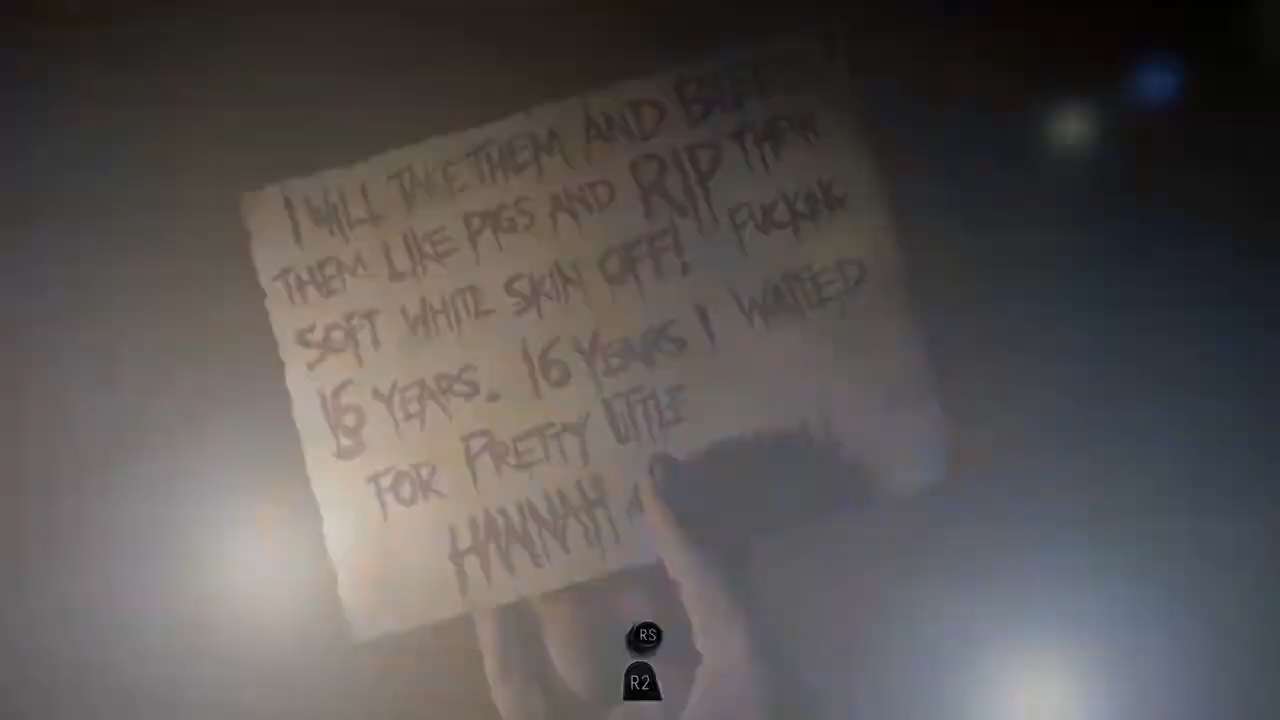 I WILL TAKE THEM AND
THEM LIKE PIGS AND RIP THEIR
SOFT WHITE SKIN OFF! FUCKING
16 YEARS. 16 YEARS I WAITED
FOR PRETTY LITTLE
HANNAH
RS
R2